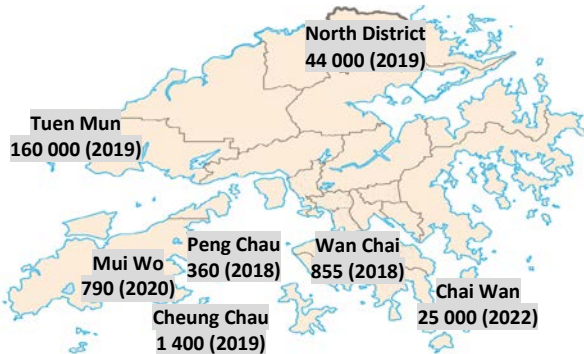 North District
44 000 (2019)
Tuen Mun
160 000 (2019)
Peng Chau
360 (2018)
Wan Chai
855 (2018)
Mui Wo
790 (2020)
Chai Wan
25 000 (2022)
Cheung Chau
1 400 (2019)